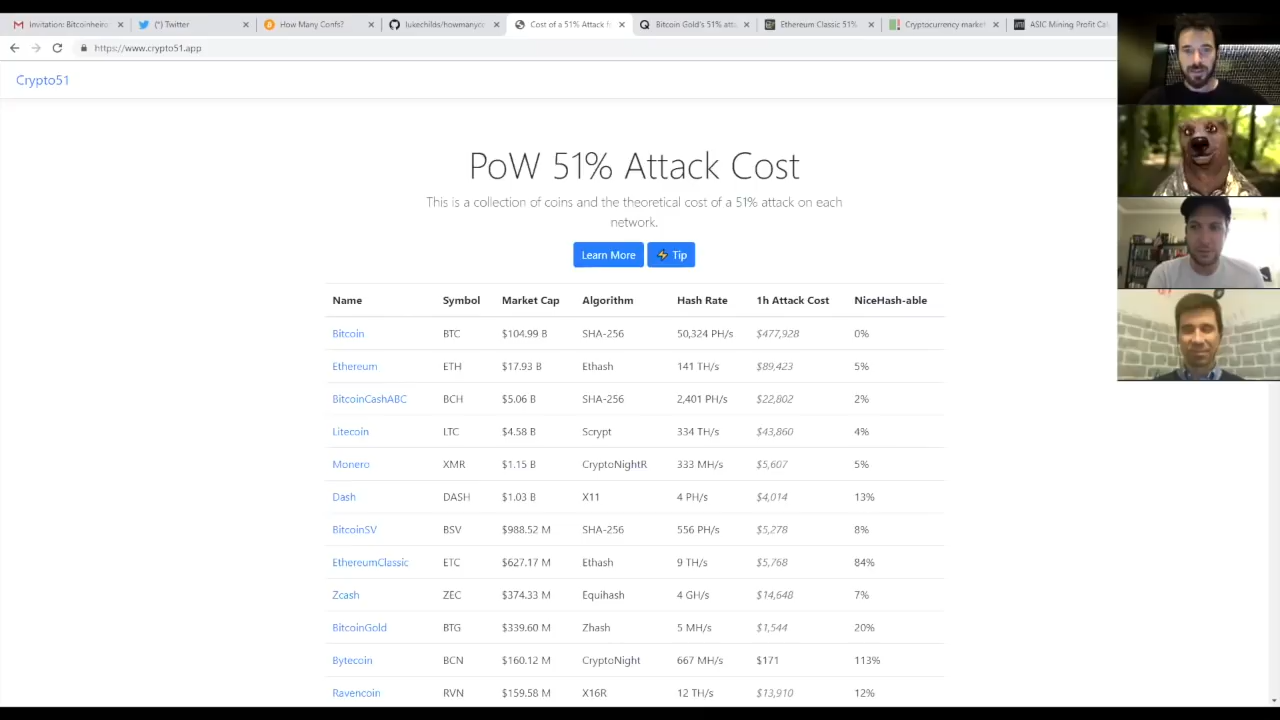 Invitation: Bitcoinheiro
(*) Twitter
How Many Confs?
lukechilds/howmanyco
Cost of a 51% Attack fo
Bitcoin Gold's 51% atta
Ethereum Classic 51%
Cryptocurrency market
ASIC Mining Profit Cal
https://www.crypto51.app
Crypto51
PoW 51% Attack Cost
This is a collection of coins and the theoretical cost of a 51% attack on each
network.
Learn More ⚡ Tip
Name Symbol Market Cap Algorithm Hash Rate 1h Attack Cost NiceHash-able
Bitcoin BTC $104.99 B SHA-256 50,324 PH/s $477,928 0%
Ethereum ETH $17.93 B Ethash 141 TH/s $89,423 5%
BitcoinCashABC BCH $5.06 B SHA-256 2,401 PH/s $22,802 2%
Litecoin LTC $4.58 B Scrypt 334 TH/s $43,860 4%
Monero XMR $1.15 B CryptoNightR 333 MH/s $5,607 5%
Dash DASH $1.03 B X11 4 PH/s $4,014 13%
BitcoinSV BSV $988.52 M SHA-256 556 PH/s $5,278 8%
EthereumClassic ETC $627.17 M Ethash 9 TH/s $5,768 84%
Zcash ZEC $374.33 M Equihash 4 GH/s $14,648 7%
BitcoinGold BTG $339.60 M Zhash 5 MH/s $1,544 20%
Bytecoin BCN $160.12 M CryptoNight 667 MH/s $171 113%
Ravencoin RVN $159.58 M X16R 12 TH/s $13,910 12%